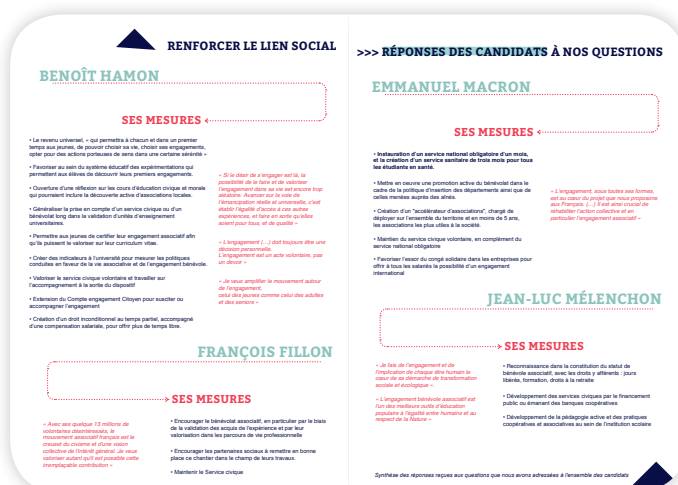 RENFORCER LE LIEN SOCIAL
BENOÎT HAMON
SES MESURES
• Le revenu universel, « qui permettra à chacun et dans un premier
temps aux jeunes, de pouvoir choisir sa vie, choisir ses engagements,
opter pour des actions porteuses de sens dans une certaine sérénité »
• Favoriser au sein du système éducatif des expérimentations qui
permettent aux élèves de découvrir leurs premiers engagements.
• Ouverture d'une réflexion sur les cours d'éducation civique et morale
qui pourraient inclure la découverte active d'associations locales.
• Généraliser la prise en compte d'un service civique ou d'un
bénévolat long dans la validation d'unités d'enseignement
universitaires.
• Permettre aux jeunes de certifier leur engagement associatif afin
qu'ils puissent le valoriser sur leur curriculum vitae.
• Créer des indicateurs à l'université pour mesurer les politiques
conduites en faveur de la vie associative et de l'engagement bénévole.
• Valoriser le service civique volontaire et travailler sur
l'accompagnement à la sortie du dispositif
• Extension du Compte engagement Citoyen pour susciter ou
accompagner l'engagement
• Création d'un droit inconditionnel au temps partiel, accompagné
d'une compensation salariale, pour offrir plus de temps libre.
« Si le désir de s'engager est là, la
possibilité de le faire et de valoriser
l'engagement dans sa vie est encore trop
aléatoire. Avancer sur la voie de
l'émancipation réelle et universelle, c'est
établir l'égalité d'accès à ces autres
expériences, et faire en sorte qu'elles
soient pour tous, et de qualité »
« L'engagement (…) doit toujours être une
décision personnelle.
L'engagement est un acte volontaire, pas
un devoir »
« Je veux amplifier le mouvement autour
de l'engagement,
celui des jeunes comme celui des adultes
et des seniors »
FRANÇOIS FILLON
SES MESURES
« Avec ses quelque 13 millions de
volontaires désintéressés, le
mouvement associatif français est le
creuset du civisme et d'une vision
collective de l'intérêt général. Je veux
valoriser autant qu'il est possible cette
irremplaçable contribution »
• Encourager le bénévolat associatif, en particulier par le biais
de la validation des acquis de l'expérience et par leur
valorisation dans les parcours de vie professionnelle
• Encourager les partenaires sociaux à remettre en bonne
place ce chantier dans le champ de leurs travaux.
• Maintenir le Service civique
>>> RÉPONSES DES CANDIDATS À NOS QUESTIONS
EMMANUEL MACRON
SES MESURES
• Instauration d'un service national obligatoire d'un mois,
et la création d'un service sanitaire de trois mois pour tous
les étudiants en santé.
• Mettre en oeuvre une promotion active du bénévolat dans le
cadre de la politique d'insertion des départements ainsi que de
celles menées auprès des aînés.
• Création d'un "accélérateur d'associations", chargé de
déployer sur l'ensemble du territoire et en moins de 5 ans,
les associations les plus utiles à la société.
• Maintien du service civique volontaire, en complément du
service national obligatoire
• Favoriser l'essor du congé solidaire dans les entreprises pour
offrir à tous les salariés la possibilité d'un engagement
international
« L'engagement, sous toutes ses formes,
est au cœur du projet que nous proposons
aux Français. (…) Il est ainsi crucial de
réhabiliter l'action collective et en
particulier l'engagement associatif »
JEAN-LUC MÉLENCHON
SES MESURES
« Je fais de l'engagement et de
l'implication de chaque être humain le
cœur de sa démarche de transformation
sociale et écologique ».
« L'engagement bénévole associatif est
l'un des meilleurs outils d'éducation
populaire à l'égalité entre humains et au
respect de la Nature »
• Reconnaissance dans la constitution du statut de
bénévole associatif, avec les droits y afférents : jours
libérés, formation, droits à la retraite
• Développement des services civiques par le financement
public ou émanant des banques coopératives
• Développement de la pédagogie active et des pratiques
coopératives et associatives au sein de l'institution scolaire
Synthèse des réponses reçues aux questions que nous avons adressées à l'ensemble des candidats